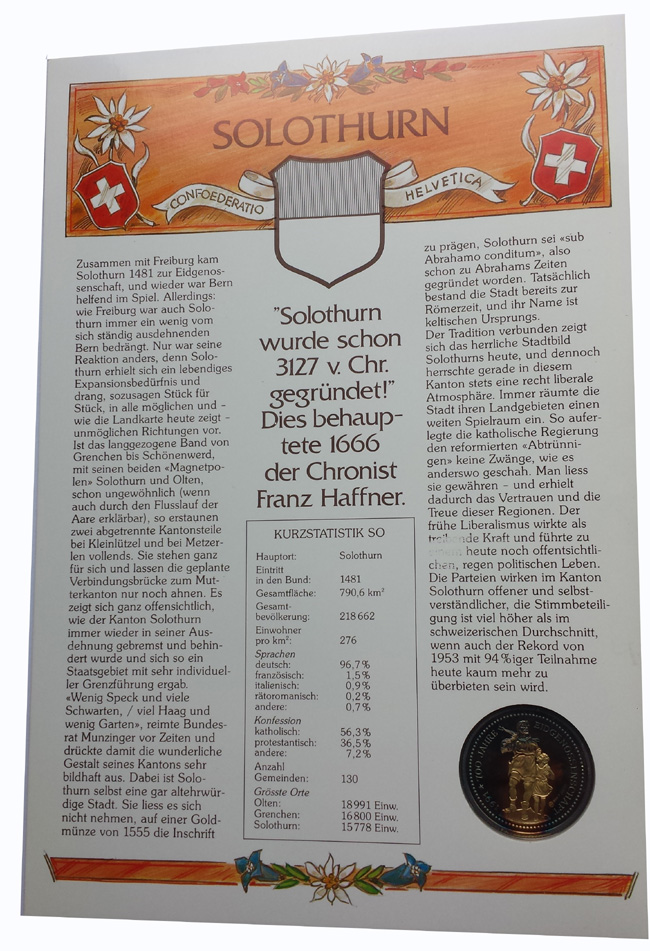 SOLOTHURN
CONFOEDERATIO HELVETICA
Zusammen mit Freiburg kam
Solothurn 1481 zur Eidgenos-
senschaft, und wieder war Bern
helfend im Spiel. Allerdings:
wie Freiburg war auch Solo-
thurn immer ein wenig vom
sich ständig ausdehnenden
Bern bedrängt. Nur war seine
Reaktion anders, denn Solo-
thurn erhielt sich ein lebendiges
Expansionsbedürfnis und
drang, sozusagen Stück für
Stück, in alle möglichen und –
wie die Landkarte heute zeigt –
unmöglichen Richtungen vor.
Ist das langgezogene Band von
Grenchen bis Schönenwerd,
mit seinen beiden «Magnetpo-
len» Solothurn und Olten,
schon ungewöhnlich (wenn
auch durch den Flusslauf der
Aare erklärbar), so erstaunen
zwei abgetrennte Kantonsteile
bei Kleinlützel und bei Metzer-
len vollends. Sie stehen ganz
für sich und lassen die geplante
Verbindungsbrücke zum Mut-
terkanton nur noch ahnen. Es
zeigt sich ganz offensichtlich,
wie der Kanton Solothurn
immer wieder in seiner Aus-
dehnung gebremst und behin-
dert wurde und sich so ein
Staatsgebiet mit sehr individuel-
ler Grenzführung ergab.
«Wenig Speck und viele
Schwarten, / viel Haag und
wenig Garten», reimte Bundes-
rat Munzinger vor Zeiten und
drückte damit die wunderliche
Gestalt seines Kantons sehr
bildhaft aus. Dabei ist Solo-
thurn selbst eine gar altehrwür-
dige Stadt. Sie liess es sich
nicht nehmen, auf einer Gold-
münze von 1555 die Inschrift
"Solothurn
wurde schon
3127 v. Chr.
gegründet!"
Dies behaup-
tete 1666
der Chronist
Franz Haffner.
KURZSTATISTIK SO
Hauptort: Solothurn
Eintritt
in den Bund: 1481
Gesamtfläche: 790,6 km²
Gesamt-
bevölkerung: 218 662
Einwohner
pro km²: 276
Sprachen
deutsch: 96,7 %
französisch: 1,5 %
italienisch: 0,9 %
rätoromanisch: 0,2 %
andere: 0,7 %
Konfession
katholisch: 56,3 %
protestantisch: 36,5 %
andere: 7,2 %
Anzahl
Gemeinden: 130
Grösste Orte
Olten: 18 991 Einw.
Grenchen: 16 800 Einw.
Solothurn: 15 778 Einw.
zu prägen, Solothurn sei «sub
Abrahamo conditum», also
schon zu Abrahams Zeiten
gegründet worden. Tatsächlich
bestand die Stadt bereits zur
Römerzeit, und ihr Name ist
keltischen Ursprungs.
Der Tradition verbunden zeigt
sich das herrliche Stadtbild
Solothurns heute, und dennoch
herrschte gerade in diesem
Kanton stets eine recht liberale
Atmosphäre. Immer räumte die
Stadt ihren Landgebieten einen
weiten Spielraum ein. So aufer-
legte die katholische Regierung
den reformierten «Abtrünni-
gen» keine Zwänge, wie es
anderswo geschah. Man liess
sie gewähren – und erhielt
dadurch das Vertrauen und die
Treue dieser Regionen. Der
frühe Liberalismus wirkte als
treibende Kraft und führte zu
heute noch offentsichtli-
chen, regen politischen Leben.
Die Parteien wirken im Kanton
Solothurn offener und selbst-
verständlicher, die Stimmbeteili-
gung ist viel höher als im
schweizerischen Durchschnitt,
wenn auch der Rekord von
1953 mit 94 %iger Teilnahme
heute kaum mehr zu
überbieten sein wird.
1991 * 700 JAHRE EIDGENOSSENSCHAFT